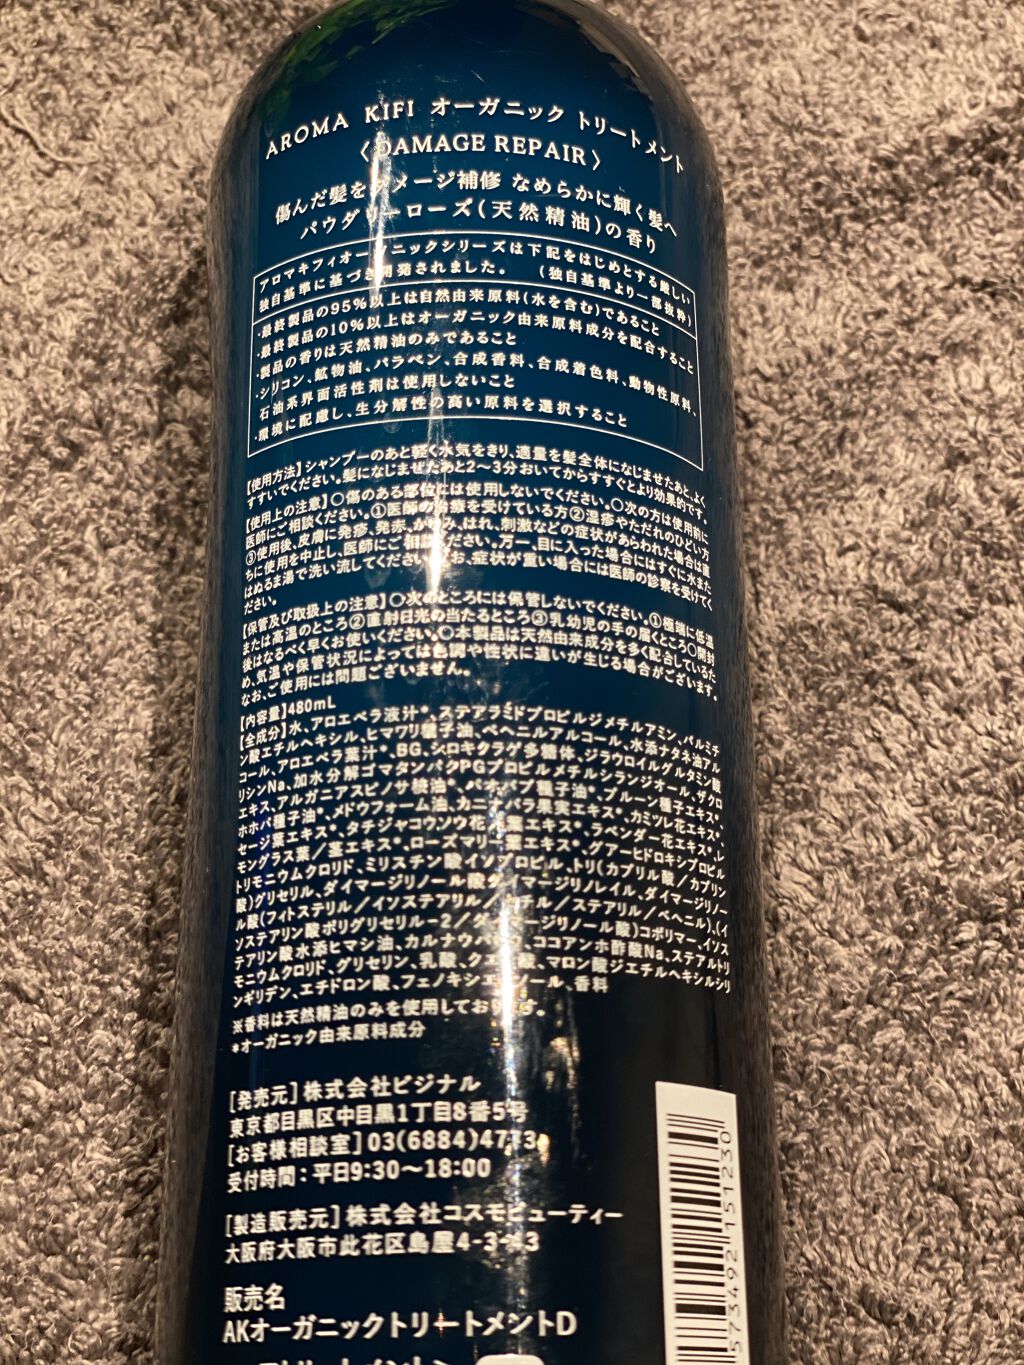 AROMA KIFI オーガニック トリートメント
〈DAMAGE REPAIR〉
傷んだ髪をダメージ補修 なめらかに輝く髪へ
パウダリーローズ(天然精油)の香り
アロマキフィオーガニックシリーズは下記をはじめとする厳しい
独自基準に基づき開発されました。 (独自基準より一部抜粋)
・最終製品の95%以上は自然由来原料(水を含む)であること
・最終製品の10%以上はオーガニック由来原料成分を配合すること
・製品の香りは天然精油のみであること
・シリコン、鉱物油、パラベン、合成香料、合成着色料、動物性原料、
石油系界面活性剤は使用しないこと
・環境に配慮し、生分解性の高い原料を選択すること
【使用方法】シャンプーのあと軽く水気をきり、適量を髪全体になじませたあと、よく
すすいでください。髪になじませたあと2〜3分おいてからすすぐとより効果的です。
【使用上の注意】○傷のある部位には使用しないでください。○次の方は使用前に
医師にご相談ください。①医師の治療を受けている方②湿疹やただれのひどい方
③使用後、皮膚に発疹、発赤、かゆみ、はれ、刺激などの症状があらわれた場合は直
ちに使用を中止し、医師にご相談ください。万一、目に入った場合にはすぐに水また
はぬるま湯で洗い流してください。なお、症状が重い場合には医師の診察を受けてく
ださい。
【保管及び取扱上の注意】○次のところには保管しないでください。①極端に低温
または高温のところ②直射日光の当たるところ③乳幼児の手の届くところ○開封
後はなるべく早くお使いください。○本製品は天然由来成分を多く配合しているた
め、気温や保管状況によっては色調や性状に違いが生じる場合がございます。
なお、ご使用には問題ございません。
【内容量】480mL
【全成分】水、アロエベラ液汁*、ステアラミドプロピルジメチルアミン、パルミチ
ン酸エチルヘキシル、ヒマワリ種子油、ベヘニルアルコール、水添ナタネ油アル
コール、アロエベラ葉汁*、BG、シロキクラゲ多糖体、ジラウロイルグルタミン酸
リシンNa、加水分解ゴマタンパクPGプロピルメチルシランジオール、ザクロ
エキス、アルガニアスピノサ核油*、バオバブ種子油*、プルーン種子エキス*、
ホホバ種子油*、メドウフォーム油、カニナバラ果実エキス*、カミツレ花エキス*、
セージ葉エキス*、タチジャコウソウ花/葉エキス*、ラベンダー花エキス*、レ
モングラス葉/茎エキス*、ローズマリー葉エキス*、グアーヒドロキシプロピル
トリモニウムクロリド、ミリスチン酸イソプロピル、トリ(カプリル酸/カプリン
酸)グリセリル、ダイマージリノール酸ダイマージリノレイル、ダイマージリノー
ル酸(フィトステリル/イソステアリル/セチル/ステアリル/ベヘニル)、(イ
ソステアリン酸ポリグリセリル-2/ダイマージリノール酸)コポリマー、イソス
テアリン酸水添ヒマシ油、カルナウバロウ、ココアンホ酢酸Na、ステアルトリ
モニウムクロリド、グリセリン、乳酸、クエン酸、マロン酸ジエチルヘキシルシリ
ンギリデン、エチドロン酸、フェノキシエタノール、香料
※香料は天然精油のみを使用しております。
*オーガニック由来原料成分
[発売元]株式会社ビジナル
東京都目黒区中目黒1丁目8番5号
[お客様相談室]03(6884)4773
受付時間：平日9:30〜18:00
[製造販売元]株式会社コスモビューティー
大阪府大阪市此花区島屋4-3-13
販売名
AKオーガニックトリートメントD
573492151230